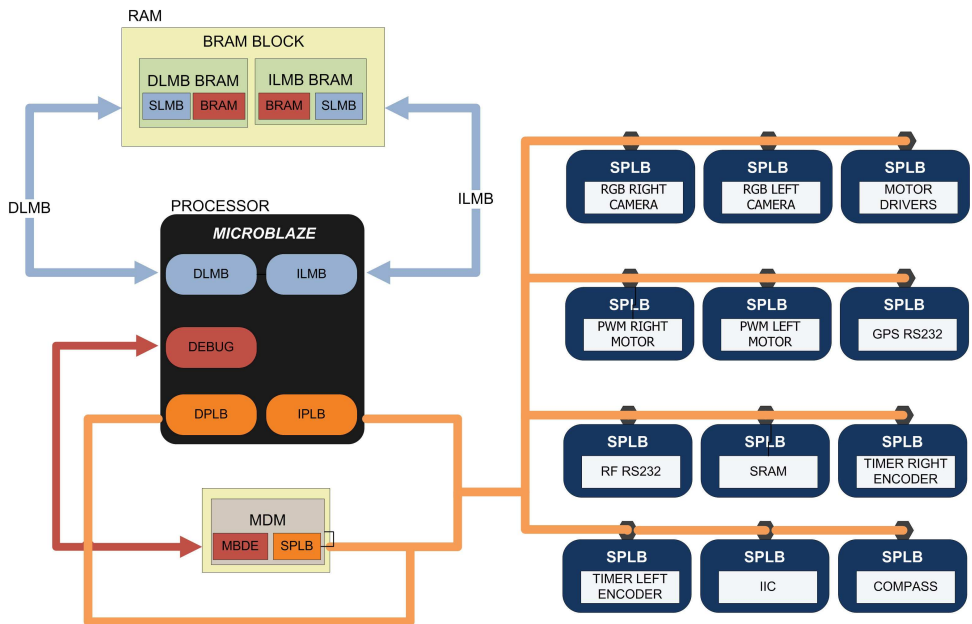 RAM
BRAM BLOCK
DLMB BRAM
ILMB BRAM
SLMB
BRAM
BRAM
SLMB
DLMB
ILMB
PROCESSOR
MICROBLAZE
DLMB
ILMB
DEBUG
DPLB
IPLB
MDM
MBDE
SPLB
SPLB
RGB RIGHT
CAMERA
SPLB
RGB LEFT
CAMERA
SPLB
MOTOR
DRIVERS
SPLB
PWM RIGHT
MOTOR
SPLB
PWM LEFT
MOTOR
SPLB
GPS RS232
SPLB
RF RS232
SPLB
SRAM
SPLB
TIMER RIGHT
ENCODER
SPLB
TIMER LEFT
ENCODER
SPLB
IIC
SPLB
COMPASS